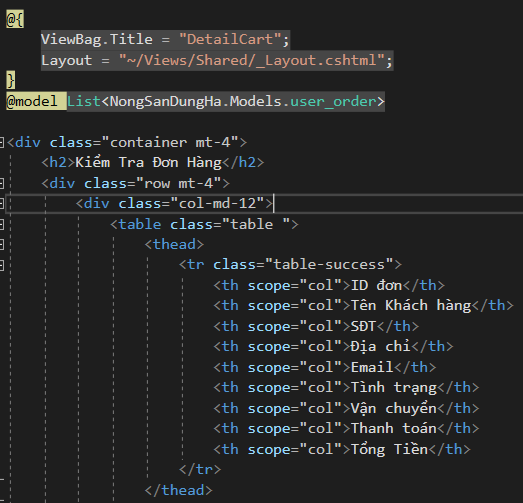 @{
ViewBag.Title = "DetailCart";
Layout = "~/Views/Shared/_Layout.cshtml";
}
@model List<NongSanDungHa.Models.user_order>
<div class="container mt-4">
<h2>Kiểm Tra Đơn Hàng</h2>
<div class="row mt-4">
<div class="col-md-12">
<table class="table ">
<thead>
<tr class="table-success">
<th scope="col">ID đơn</th>
<th scope="col">Tên Khách hàng</th>
<th scope="col">SĐT</th>
<th scope="col">Địa chỉ</th>
<th scope="col">Email</th>
<th scope="col">Tình trạng</th>
<th scope="col">Vận chuyển</th>
<th scope="col">Thanh toán</th>
<th scope="col">Tổng Tiền</th>
</tr>
</thead>